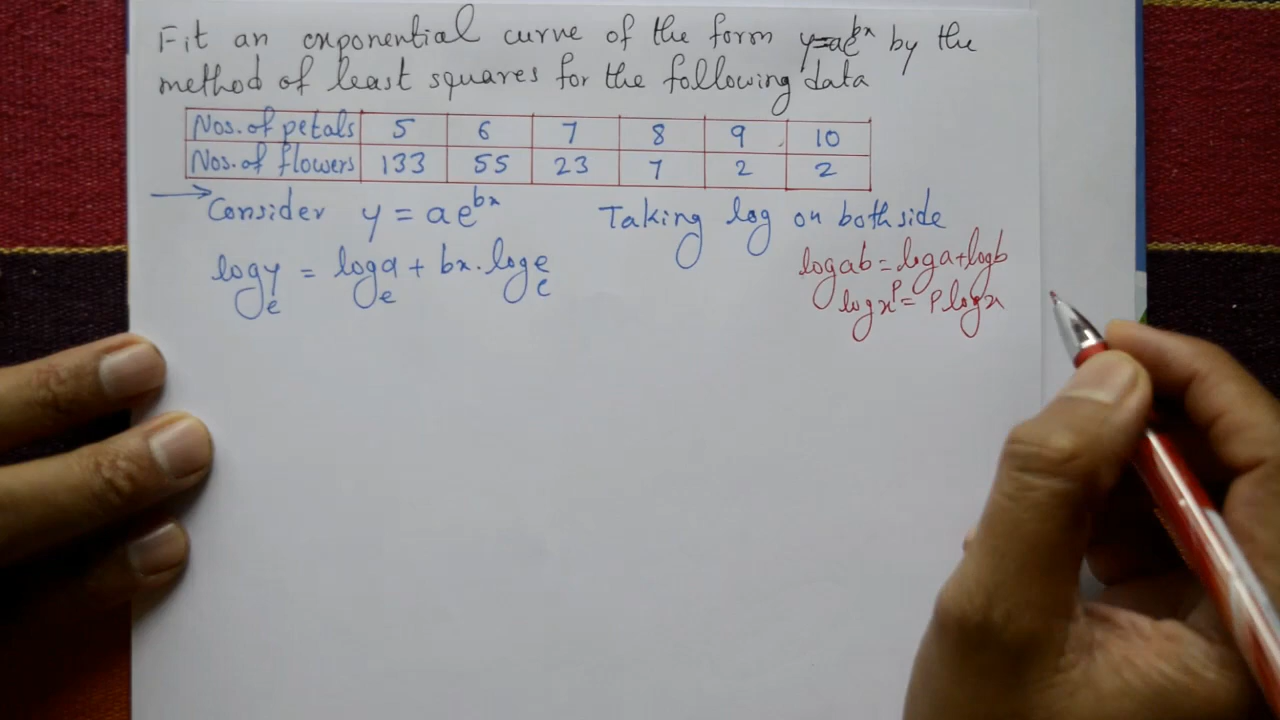 Fit an exponential curve of the form y=ae^bx by the
method of least squares for the following data
Nos. of petals 5 6 7 8 9 10
Nos. of flowers 133 55 23 7 2 2
→ Consider y = ae^bx Taking log on both side
log_e y = log_e a + bx. log_e e
log ab = log a + log b
log x^p = p log x